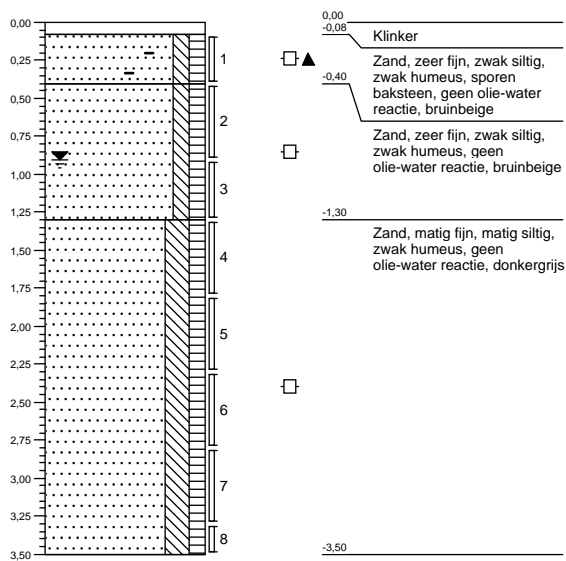 0,00
0,25
0,50
0,75
1,00
1,25
1,50
1,75
2,00
2,25
2,50
2,75
3,00
3,25
3,50
1
2
3
4
5
6
7
8
0,00
-0,08
Klinker
Zand, zeer fijn, zwak siltig,
zwak humeus, sporen
baksteen, geen olie-water
reactie, bruinbeige
-0,40
Zand, zeer fijn, zwak siltig,
zwak humeus, geen
olie-water reactie, bruinbeige
-1,30
Zand, matig fijn, matig siltig,
zwak humeus, geen
olie-water reactie, donkergrijs
-3,50